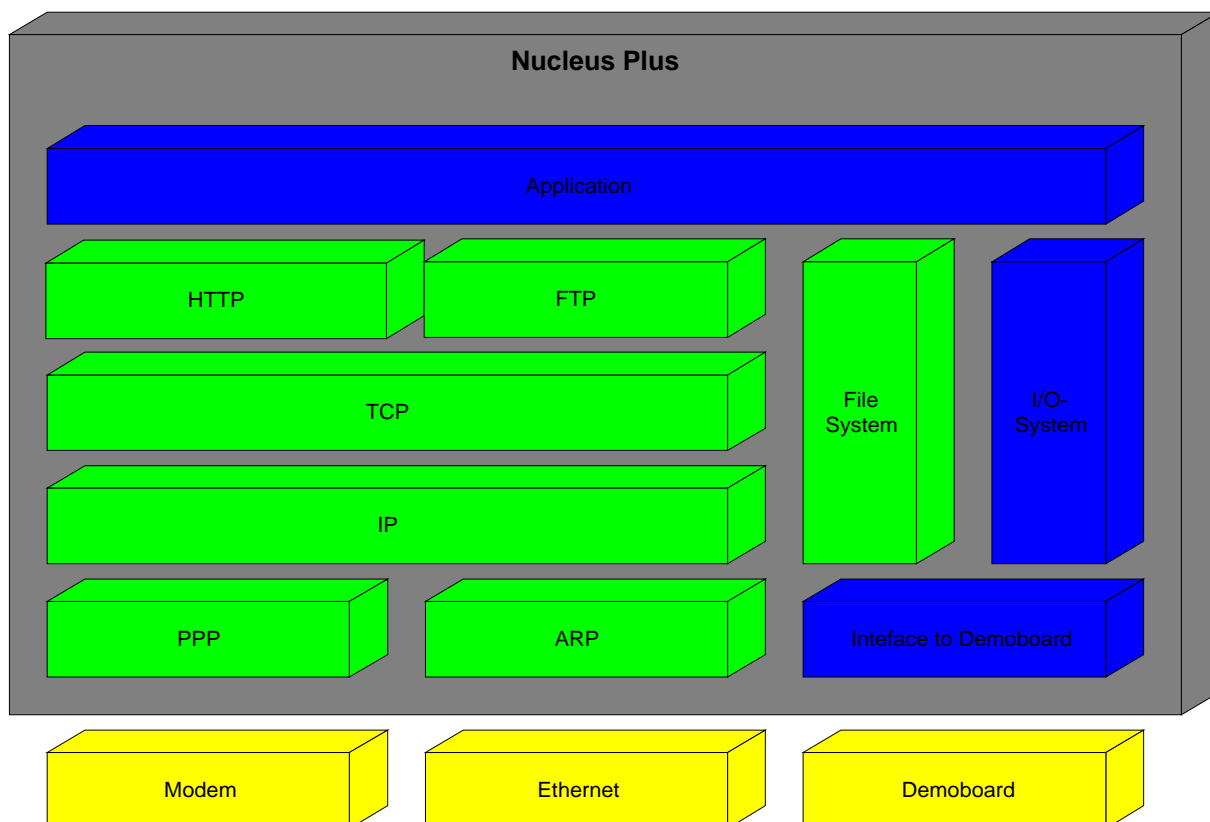 Nucleus Plus
Application
HTTP
FTP
TCP
File
System
I/O-
System
IP
PPP
ARP
Inteface to Demoboard
Modem
Ethernet
Demoboard